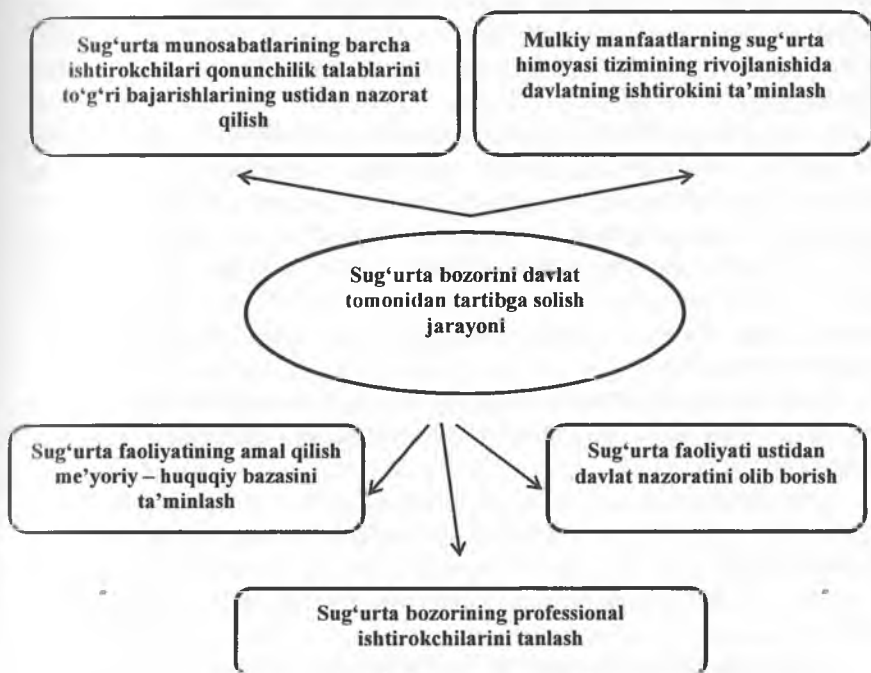 Sug‘urta munosabatlarining barcha
ishtirokchilari qonunchilik talablarini
to‘g‘ri bajarishlarining ustidan nazorat
qilish
Mulkiy manfaatlarning sug‘urta
himoyasi tizimining rivojlanishida
davlatning ishtirokini ta’minlash
Sug‘urta bozorini davlat
tomonidan tartibga solish
jarayoni
Sug‘urta faoliyatining amal qilish
me’yoriy – huquqiy bazasini
ta’minlash
Sug‘urta faoliyati ustidan
davlat nazoratini olib borish
Sug‘urta bozorining professional
ishtirokchilarini tanlash